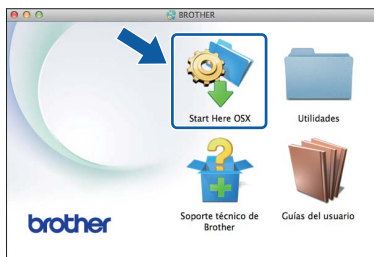 BROTHER
Start Here OSX
Utilidades
Soporte técnico de
Brother
Guías del usuario
brother